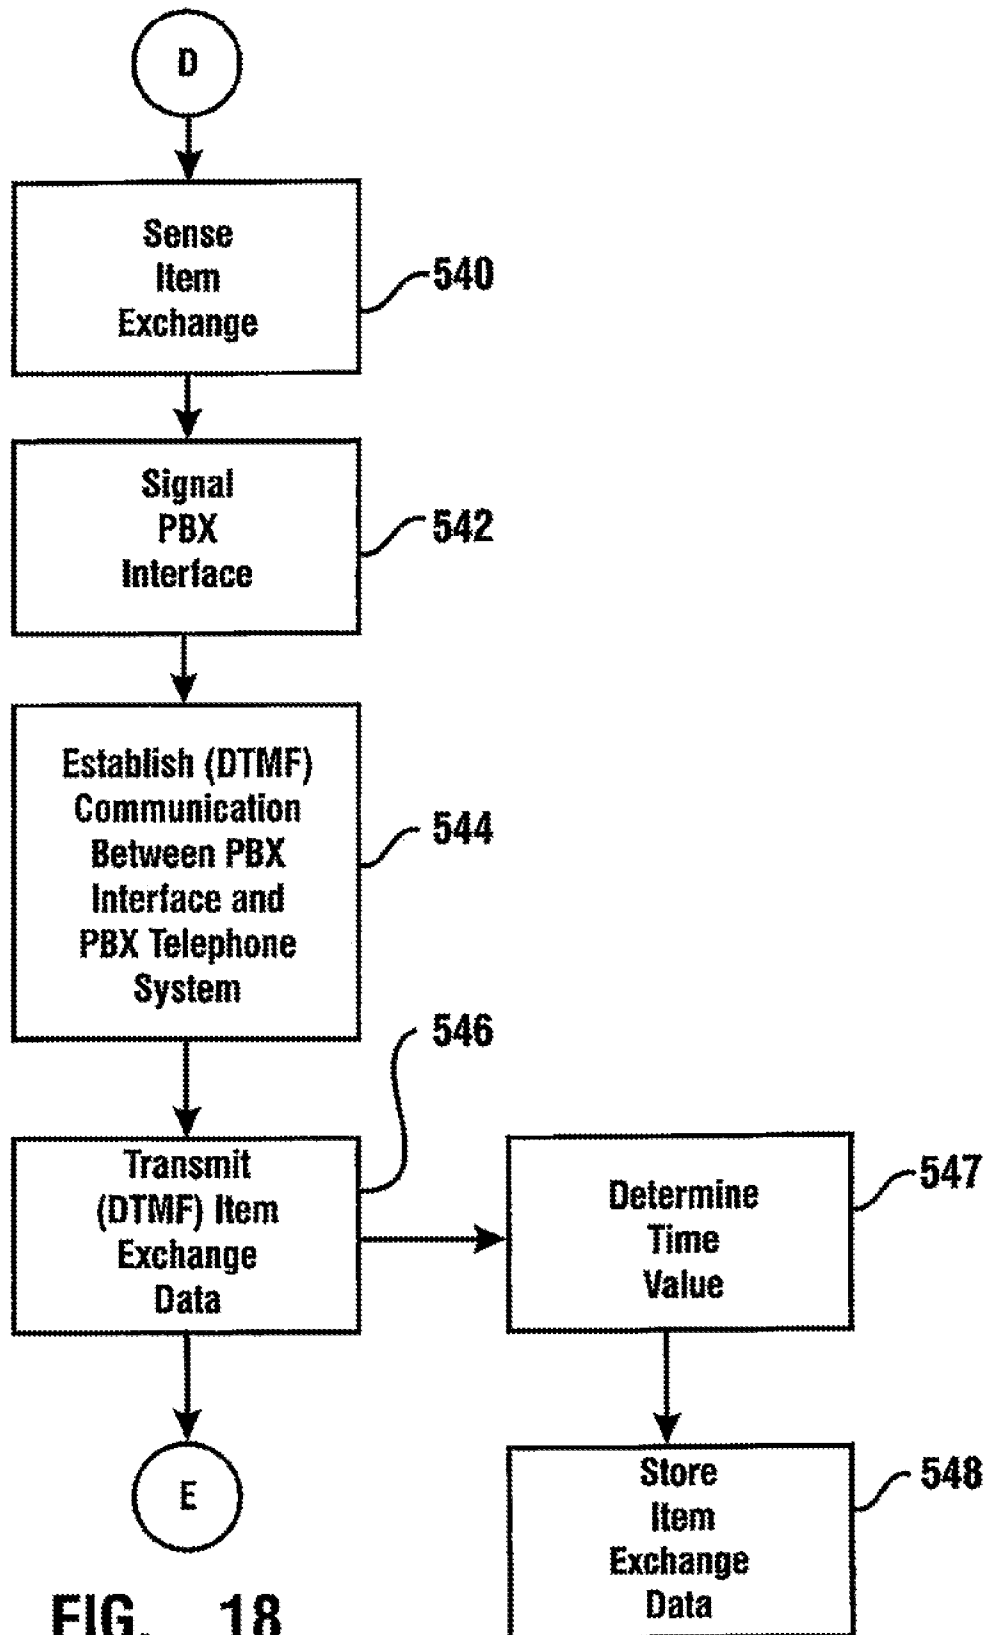 D
Sense
Item
Exchange
540
Signal
PBX
Interface
542
Establish (DTMF)
Communication
Between PBX
Interface and
PBX Telephone
System
544
546
Transmit
(DTMF) Item
Exchange
Data
Determine
Time
Value
547
E
Store
Item
Exchange
Data
548
FIG. 18